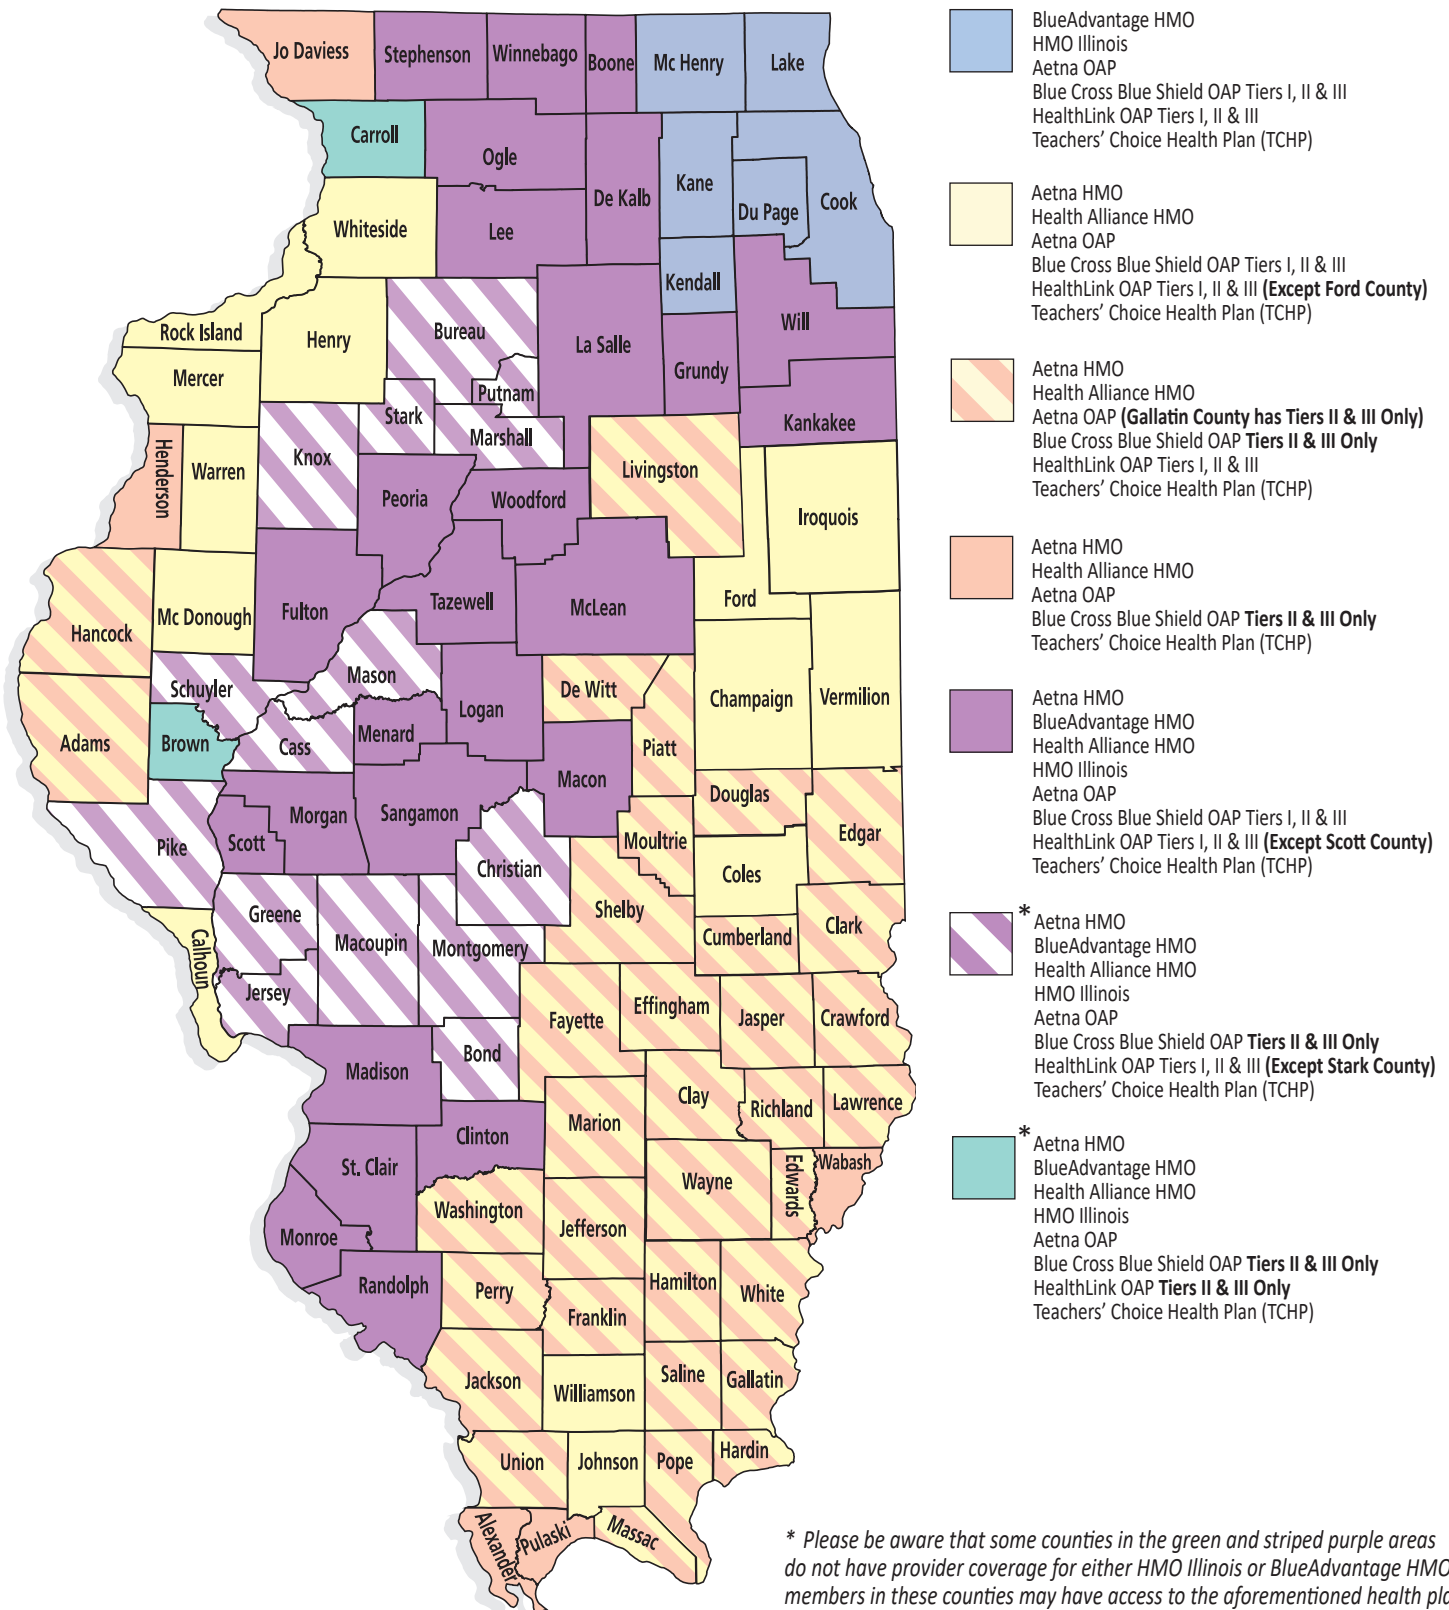 Jo Daviess
Stephenson
Winnebago
Boone
Mc Henry
Lake
Carroll
Ogle
De Kalb
Kane
Du Page
Cook
Whiteside
Lee
Kendall
Rock Island
Henry
Bureau
La Salle
Will
Mercer
Putnam
Grundy
Stark
Marshall
Kankakee
Henderson
Warren
Knox
Peoria
Woodford
Livingston
Iroquois
Hancock
Mc Donough
Fulton
Tazewell
McLean
Ford
Schuyler
Mason
Logan
De Witt
Champaign
Vermilion
Adams
Brown
Cass
Menard
Piatt
Macon
Douglas
Pike
Scott
Morgan
Sangamon
Christian
Moultrie
Edgar
Coles
Calhoun
Greene
Macoupin
Montgomery
Shelby
Cumberland
Clark
Jersey
Fayette
Effingham
Jasper
Crawford
Madison
Bond
Clay
Richland
Lawrence
Marion
Clinton
St. Clair
Wayne
Edwards
Wabash
Washington
Jefferson
Monroe
Randolph
Perry
Hamilton
White
Franklin
Jackson
Williamson
Saline
Gallatin
Union
Johnson
Pope
Hardin
Alexander
Pulaski
Massac
BlueAdvantage HMO
HMO Illinois
Aetna OAP
Blue Cross Blue Shield OAP Tiers I, II & III
HealthLink OAP Tiers I, II & III
Teachers’ Choice Health Plan (TCHP)
Aetna HMO
Health Alliance HMO
Aetna OAP
Blue Cross Blue Shield OAP Tiers I, II & III
HealthLink OAP Tiers I, II & III (Except Ford County)
Teachers’ Choice Health Plan (TCHP)
Aetna HMO
Health Alliance HMO
Aetna OAP (Gallatin County has Tiers II & III Only)
Blue Cross Blue Shield OAP Tiers II & III Only
HealthLink OAP Tiers I, II & III
Teachers’ Choice Health Plan (TCHP)
Aetna HMO
Health Alliance HMO
Aetna OAP
Blue Cross Blue Shield OAP Tiers II & III Only
Teachers’ Choice Health Plan (TCHP)
Aetna HMO
BlueAdvantage HMO
Health Alliance HMO
HMO Illinois
Aetna OAP
Blue Cross Blue Shield OAP Tiers I, II & III
HealthLink OAP Tiers I, II & III (Except Scott County)
Teachers’ Choice Health Plan (TCHP)
* Aetna HMO
BlueAdvantage HMO
Health Alliance HMO
HMO Illinois
Aetna OAP
Blue Cross Blue Shield OAP Tiers II & III Only
HealthLink OAP Tiers I, II & III (Except Stark County)
Teachers’ Choice Health Plan (TCHP)
* Aetna HMO
BlueAdvantage HMO
Health Alliance HMO
HMO Illinois
Aetna OAP
Blue Cross Blue Shield OAP Tiers II & III Only
HealthLink OAP Tiers II & III Only
Teachers’ Choice Health Plan (TCHP)
* Please be aware that some counties in the green and striped purple areas
do not have provider coverage for either HMO Illinois or BlueAdvantage HMO
members in these counties may have access to the aforementioned health pla